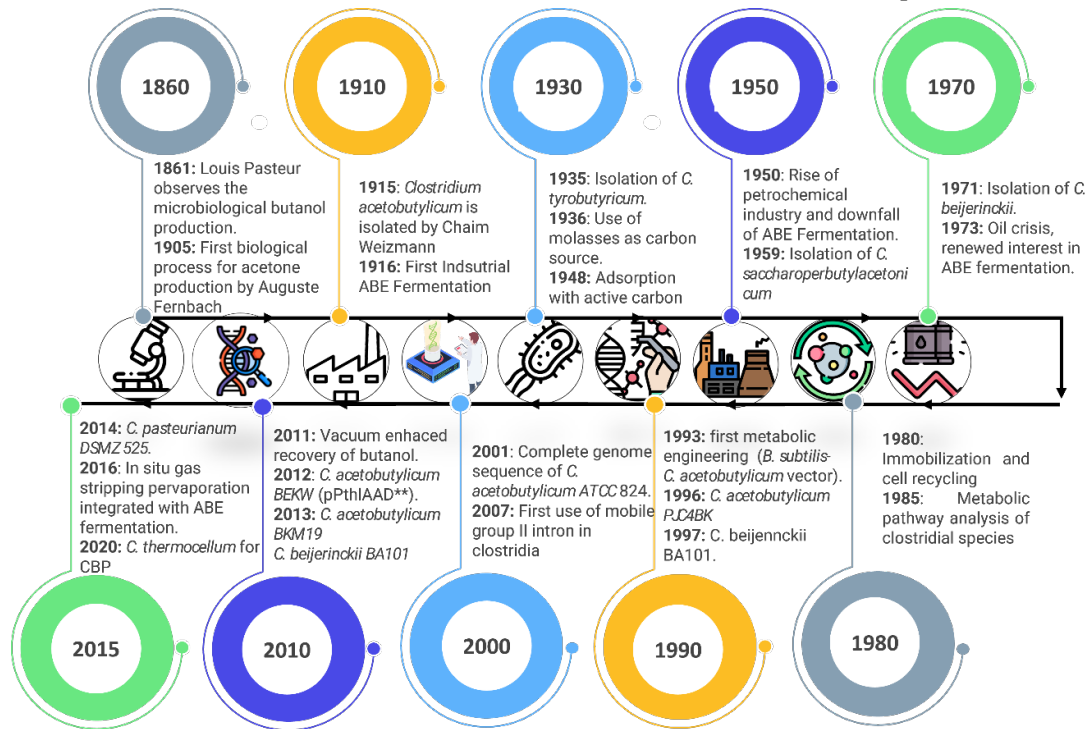 1860
1910
1930
1950
1970
1861: Louis Pasteur
observes the
microbiological butanol
production.
1905: First biological
process for acetone
production by Auguste
Fernbach
1915: Clostridium
acetobutylicum is
isolated by Chaim
Weizmann
1916: First Indsutrial
ABE Fermentation
1935: Isolation of C.
tyrobutyricum.
1936: Use of
molasses as carbon
source.
1948: Adsorption
with active carbon
1950: Rise of
petrochemical
industry and downfall
of ABE Fermentation.
1959: Isolation of C.
saccharoperbutylacetoni
cum
1971: Isolation of C.
beijerinckii.
1973: Oil crisis,
renewed interest in
ABE fermentation.
2014: C. pasteurianum
DSMZ 525.
2016: In situ gas
stripping pervaporation
integrated with ABE
fermentation.
2020: C. thermocellum for
CBP
2011: Vacuum enhaced
recovery of butanol.
2012: C. acetobutylicum
BEKW (pPthIAAD**).
2013: C. acetobutylicum
BKM19
C. beijerinckii BA101
2001: Complete genome
sequence of C.
acetobutylicum ATCC 824.
2007: First use of mobile
group II intron in
clostridia
1993: first metabolic
engineering (B. subtilis-
C. acetobutylicum vector).
1996: C. acetobutylicum
PJC4BK
1997: C. beijennckii
BA101.
1980:
Immobilization and
cell recycling
1985: Metabolic
pathway analysis of
clostridial species
2015
2010
2000
1990
1980